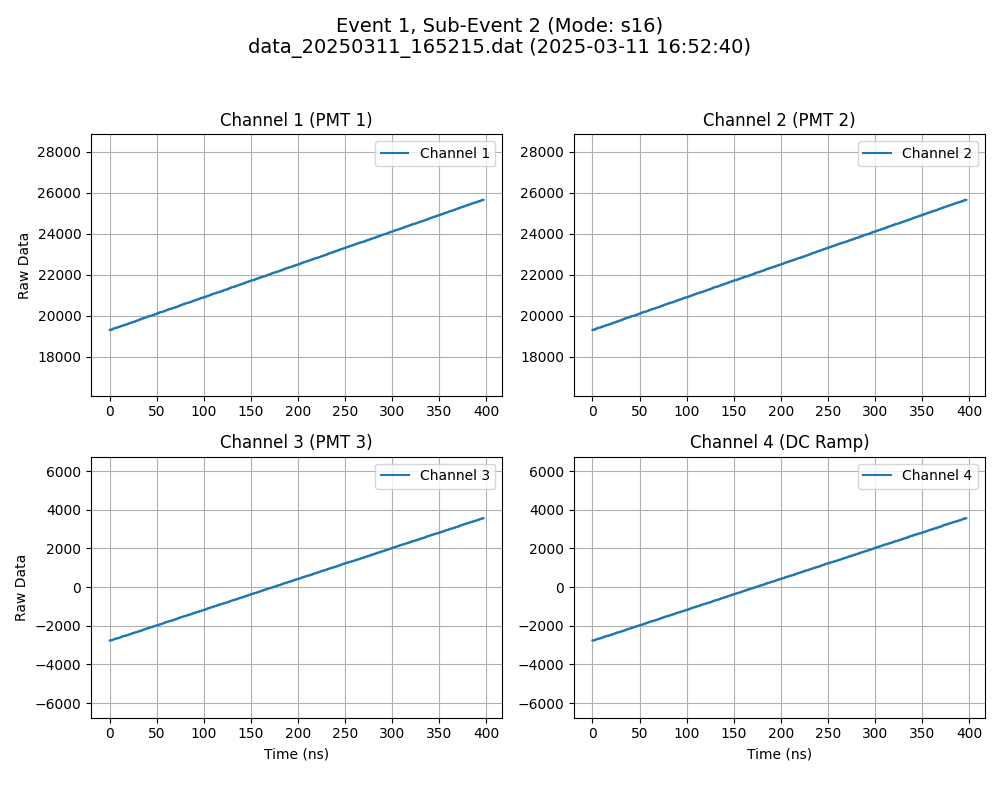 Event 1, Sub-Event 2 (Mode: s16)
data_20250311_165215.dat (2025-03-11 16:52:40)
Channel 1 (PMT 1)
Channel 1
Raw Data
28000
26000
24000
22000
20000
18000
0 50 100 150 200 250 300 350 400
Channel 2 (PMT 2)
Channel 2
28000
26000
24000
22000
20000
18000
0 50 100 150 200 250 300 350 400
Channel 3 (PMT 3)
Channel 3
Raw Data
6000
4000
2000
0
−2000
−4000
−6000
0 50 100 150 200 250 300 350 400
Time (ns)
Channel 4 (DC Ramp)
Channel 4
6000
4000
2000
0
−2000
−4000
−6000
0 50 100 150 200 250 300 350 400
Time (ns)